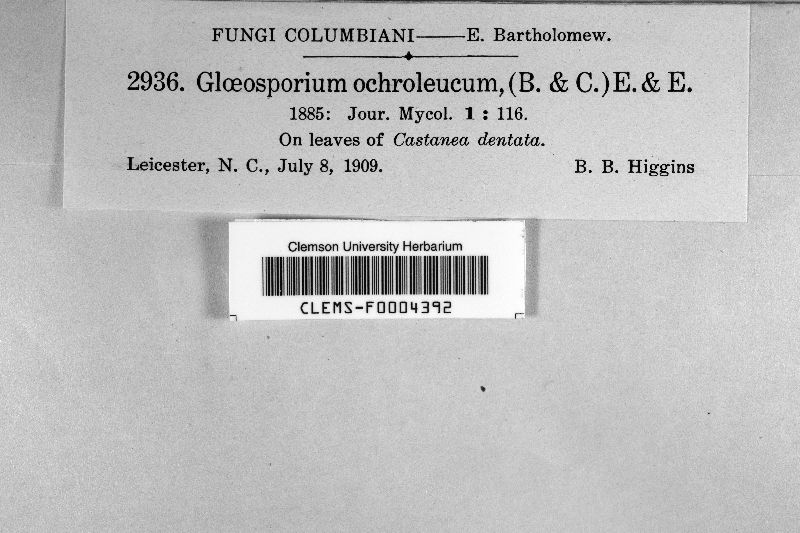 FUNGI COLUMBIANI——E. Bartholomew.
2936. Glœosporium ochroleucum, (B. & C.) E. & E.
1885: Jour. Mycol. 1 : 116.
On leaves of Castanea dentata.
Leicester, N. C., July 8, 1909. B. B. Higgins
Clemson University Herbarium
CLEMS-F0004392